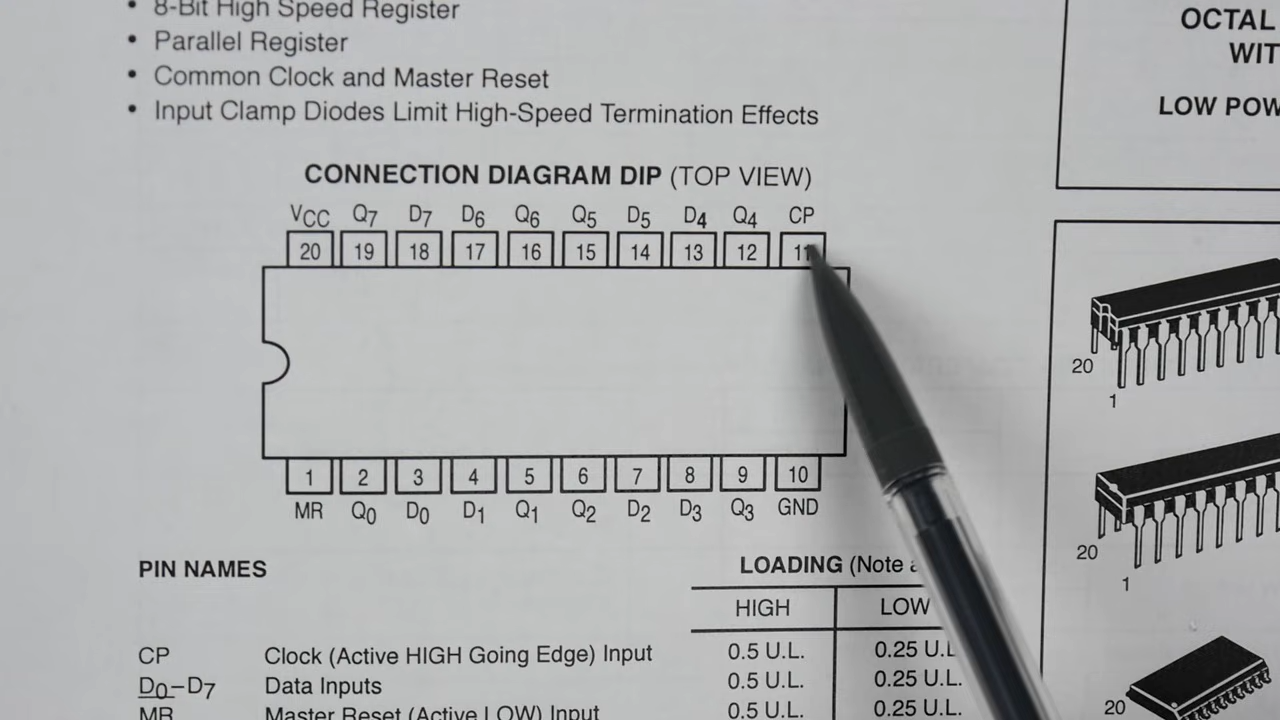 • 8-Bit High Speed Register
• Parallel Register
• Common Clock and Master Reset
• Input Clamp Diodes Limit High-Speed Termination Effects
OCTAL
WIT
LOW POW
CONNECTION DIAGRAM DIP (TOP VIEW)
VCC Q7 D7 D6 Q6 Q5 D5 D4 Q4 CP
20 19 18 17 16 15 14 13 12 11
1 2 3 4 5 6 7 8 9 10
MR Q0 D0 D1 Q1 Q2 D2 D3 Q3 GND
20
1
20
1
20
PIN NAMES
LOADING (Note a
HIGH LOW
CP Clock (Active HIGH Going Edge) Input 0.5 U.L. 0.25 U.L
D0–D7 Data Inputs 0.5 U.L. 0.25 U.L.
MR Master Reset (Active LOW) Input 0.5 U.L. 0.25 U.L.